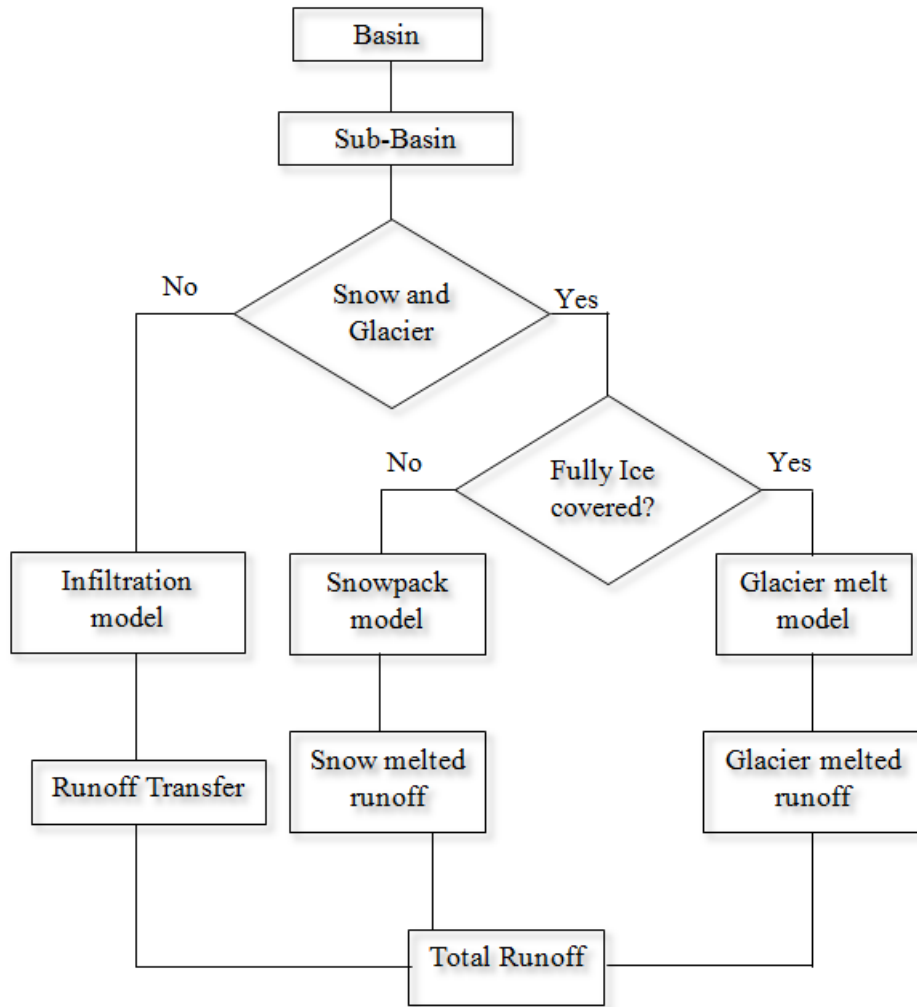 Basin
Sub-Basin
No
Snow and
Glacier
Yes
No
Fully Ice
covered?
Yes
Infiltration
model
Snowpack
model
Glacier melt
model
Runoff Transfer
Snow melted
runoff
Glacier melted
runoff
Total Runoff